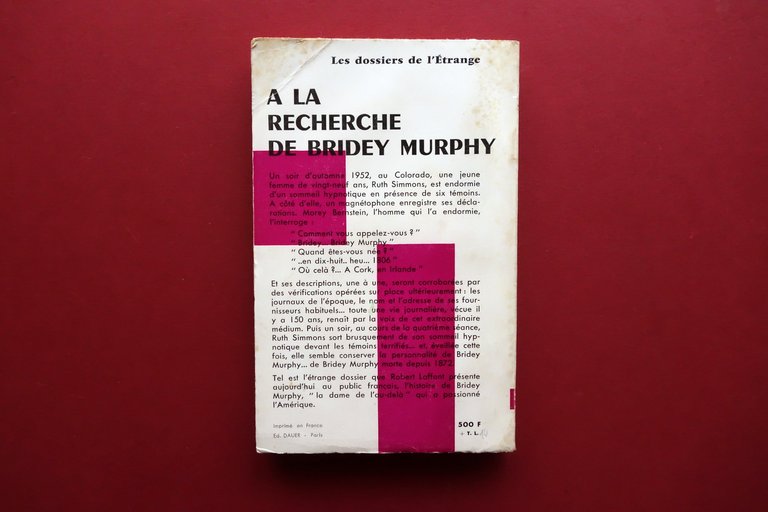 Les dossiers de l'Étrange
A LA
RECHERCHE
DE BRIDEY MURPHY
Un soir d'automne 1952, au Colorado, une jeune
femme de vingt-neuf ans, Ruth Simmons, est endormie
d'un sommeil hypnotique en présence de six témoins.
A côté d'elle, un magnétophone enregistre ses décla-
rations. Morey Bernstein, l'homme qui l'a endormie,
l'interroge :
" Comment vous appelez-vous ? "
" Bridey... Bridey Murphy "
" Quand êtes-vous née ? "
" ..en dix-huit.. heu... 1806 "
" Où celà ?... A Cork, en Irlande "
Et ses descriptions, une à une, seront corroborées par
des vérifications opérées sur place ultérieurement : les
journaux de l'époque, le nom et l'adresse de ses four-
nisseurs habituels... toute une vie journalière, vécue il
y a 150 ans, renaît par la voix de cet extraordinaire
médium. Puis un soir, au cours de la quatrième séance,
Ruth Simmons sort brusquement de son sommeil hyp-
notique devant les témoins terrifiés... et éveillée cette
fois, elle semble conserver la personnalité de Bridey
Murphy... de Bridey Murphy morte depuis 1872.
Tel est l'étrange dossier que Robert Laffont présente
aujourd'hui au public français, l'histoire de Bridey
Murphy, " la dame de l'au-delà " qui a passionné
l'Amérique.
Imprimé en France
Ed. DAUER - Paris
500 F
+ T. L.